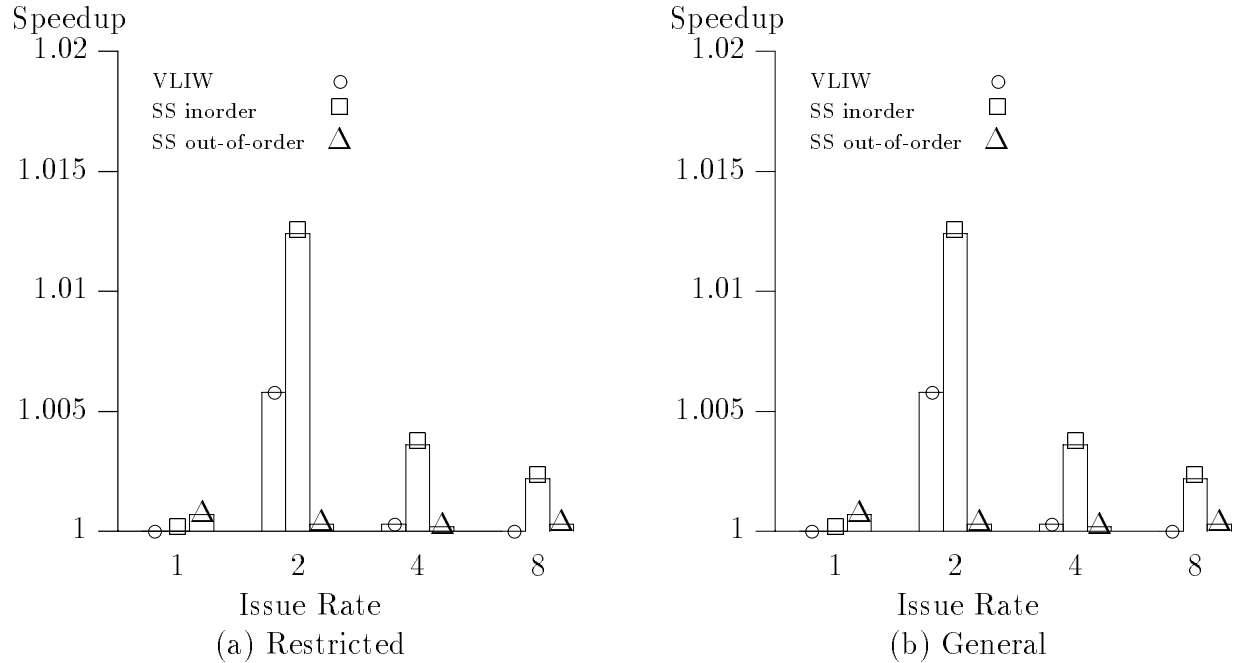 Speedup
1.02
1.015
1.01
1.005
1
VLIW
SS inorder
SS out-of-order
1 2 4 8
Issue Rate
(a) Restricted
Speedup
1.02
1.015
1.01
1.005
1
VLIW
SS inorder
SS out-of-order
1 2 4 8
Issue Rate
(b) General